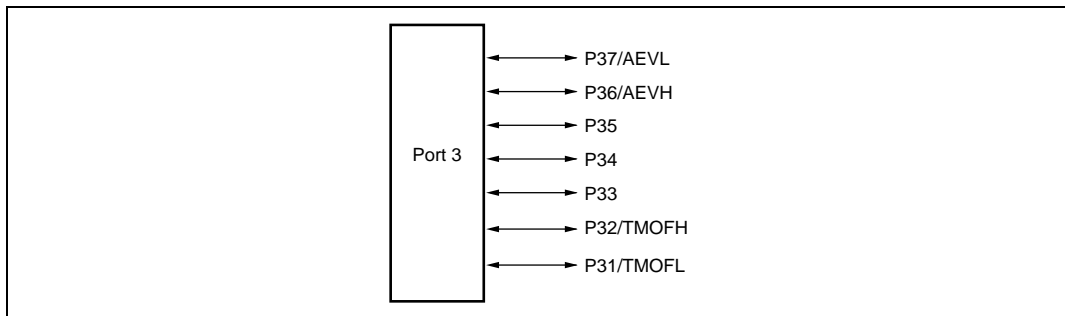 Port 3
P37/AEVL
P36/AEVH
P35
P34
P33
P32/TMOFH
P31/TMOFL